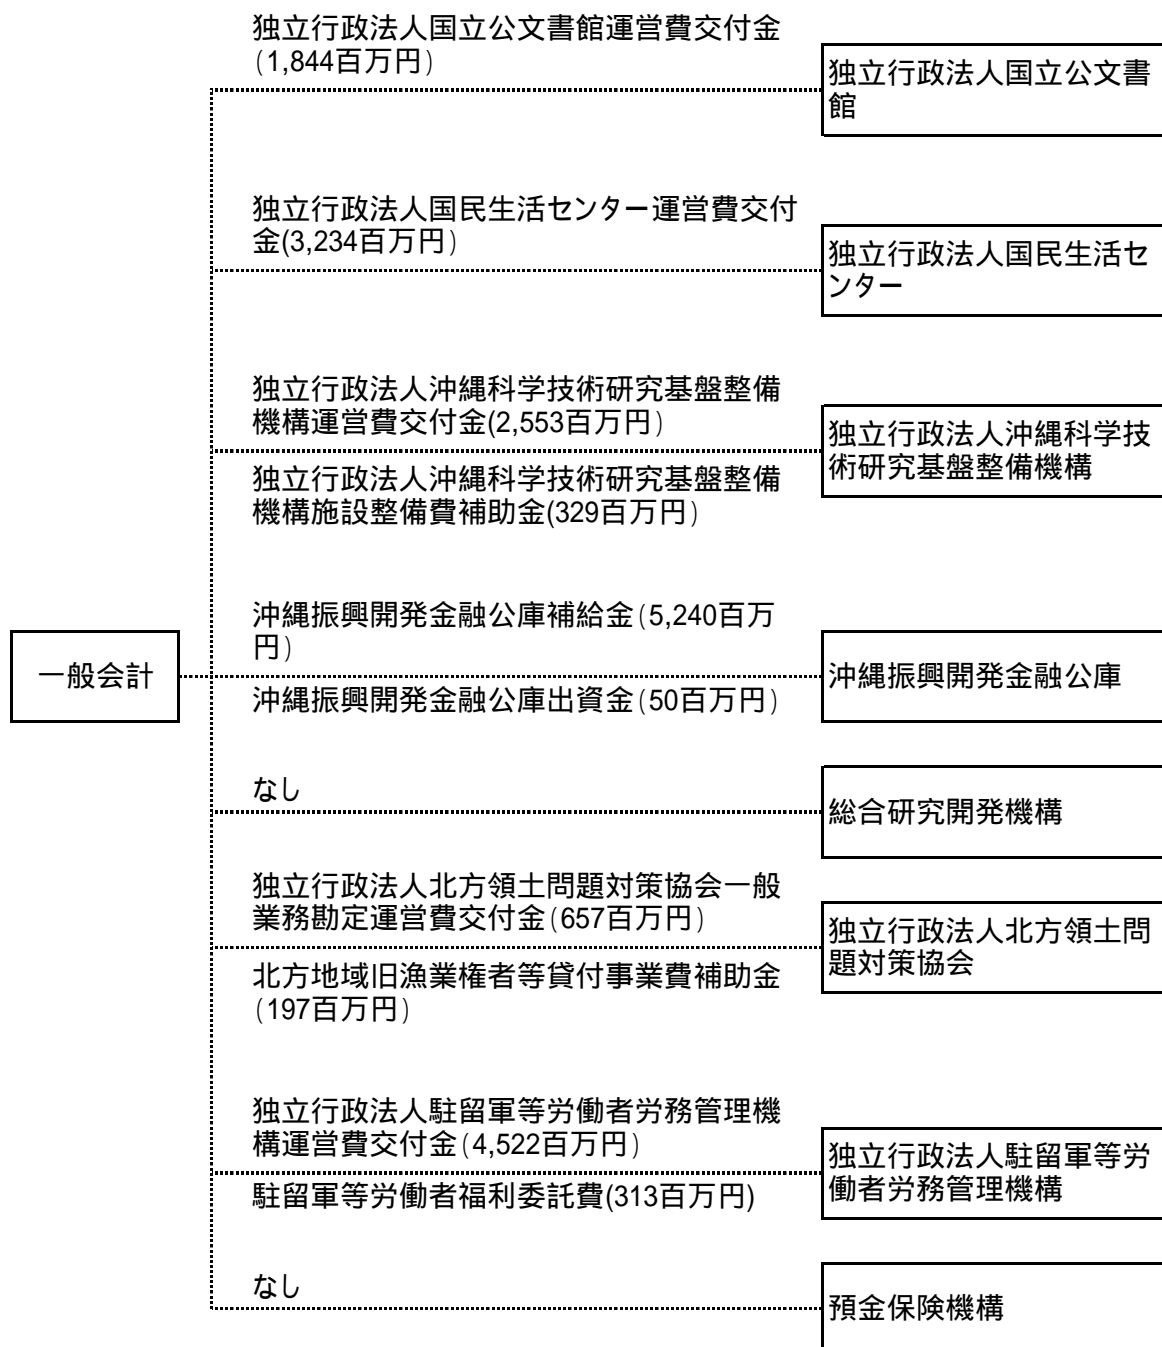 独立行政法人国立公文書館運営費交付金
(1,844百万円)
独立行政法人国立公文書
館
独立行政法人国民生活センター運営費交付
金(3,234百万円)
独立行政法人国民生活セ
ンター
独立行政法人沖縄科学技術研究基盤整備
機構運営費交付金(2,553百万円)
独立行政法人沖縄科学技
術研究基盤整備機構
独立行政法人沖縄科学技術研究基盤整備
機構施設整備費補助金(329百万円)
沖縄振興開発金融公庫補給金(5,240百万
円)
一般会計
沖縄振興開発金融公庫
沖縄振興開発金融公庫出資金(50百万円)
なし
総合研究開発機構
独立行政法人北方領土問題対策協会一般
業務勘定運営費交付金(657百万円)
独立行政法人北方領土問
題対策協会
北方地域旧漁業権者等貸付事業費補助金
(197百万円)
独立行政法人駐留軍等労働者労務管理機
構運営費交付金(4,522百万円)
独立行政法人駐留軍等労
働者労務管理機構
駐留軍等労働者福利委託費(313百万円)
なし
預金保険機構